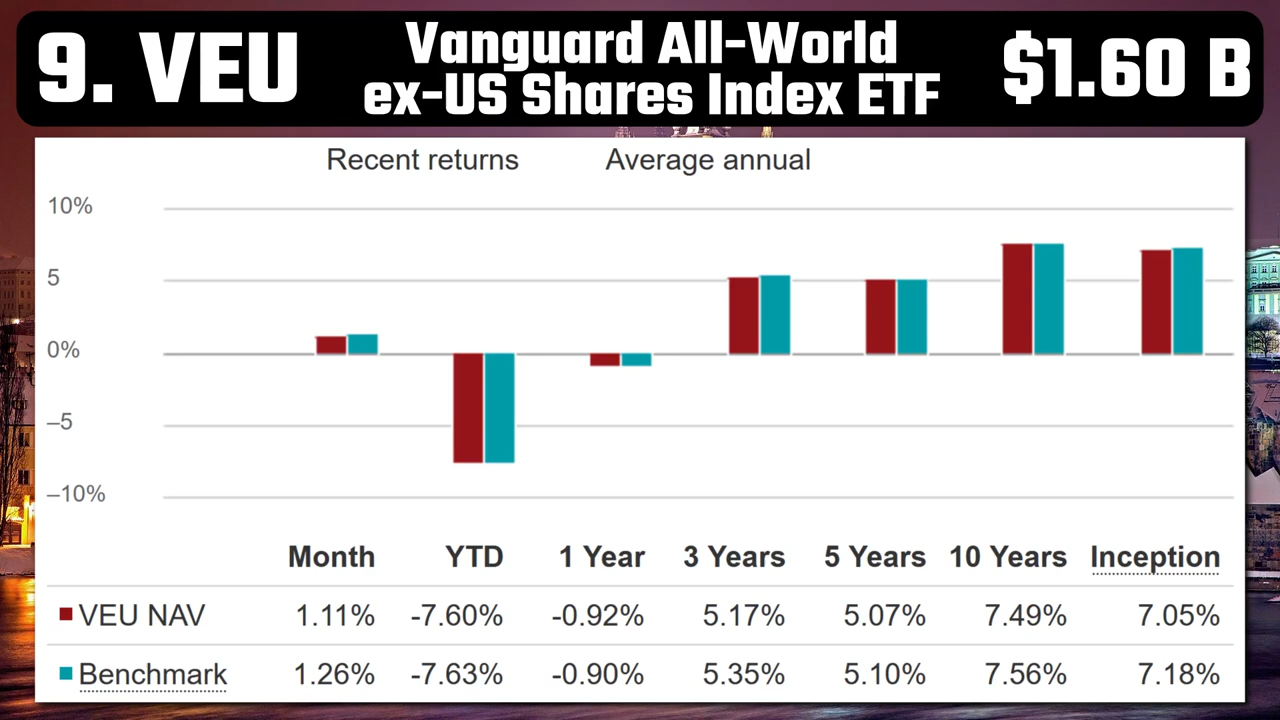 9. VEU
Vanguard All-World
ex-US Shares Index ETF
$1.60 B
Recent returns Average annual
10%
5
0%
–5
–10%
Month YTD 1 Year 3 Years 5 Years 10 Years Inception
VEU NAV 1.11% -7.60% -0.92% 5.17% 5.07% 7.49% 7.05%
Benchmark 1.26% -7.63% -0.90% 5.35% 5.10% 7.56% 7.18%